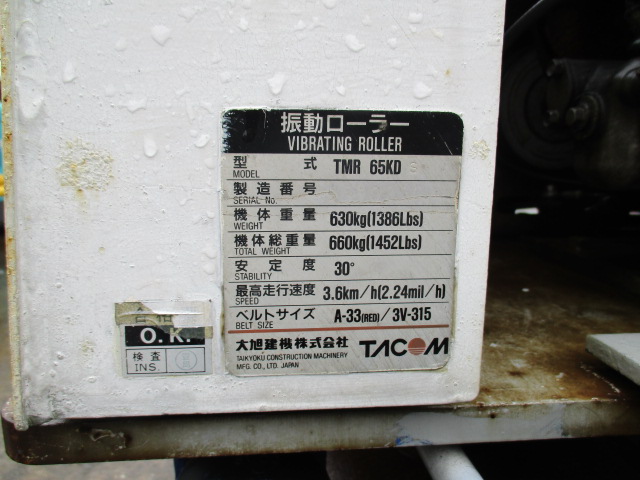 振動ローラー
VIBRATING ROLLER
型式 TMR 65KD
MODEL
製造番号
SERIAL No.
機体重量 630kg(1386Lbs)
WEIGHT
機体総重量 660kg(1452Lbs)
TOTAL WEIGHT
安定度 30°
STABILITY
最高走行速度 3.6km/h(2.24mil/h)
SPEED
ベルトサイズ A-33(RED)/3V-315
BELT SIZE
大旭建機株式会社 TACOM
TAIKYOKU CONSTRUCTION MACHINERY
MFG. CO., LTD. JAPAN
O.K.
検査
INS.